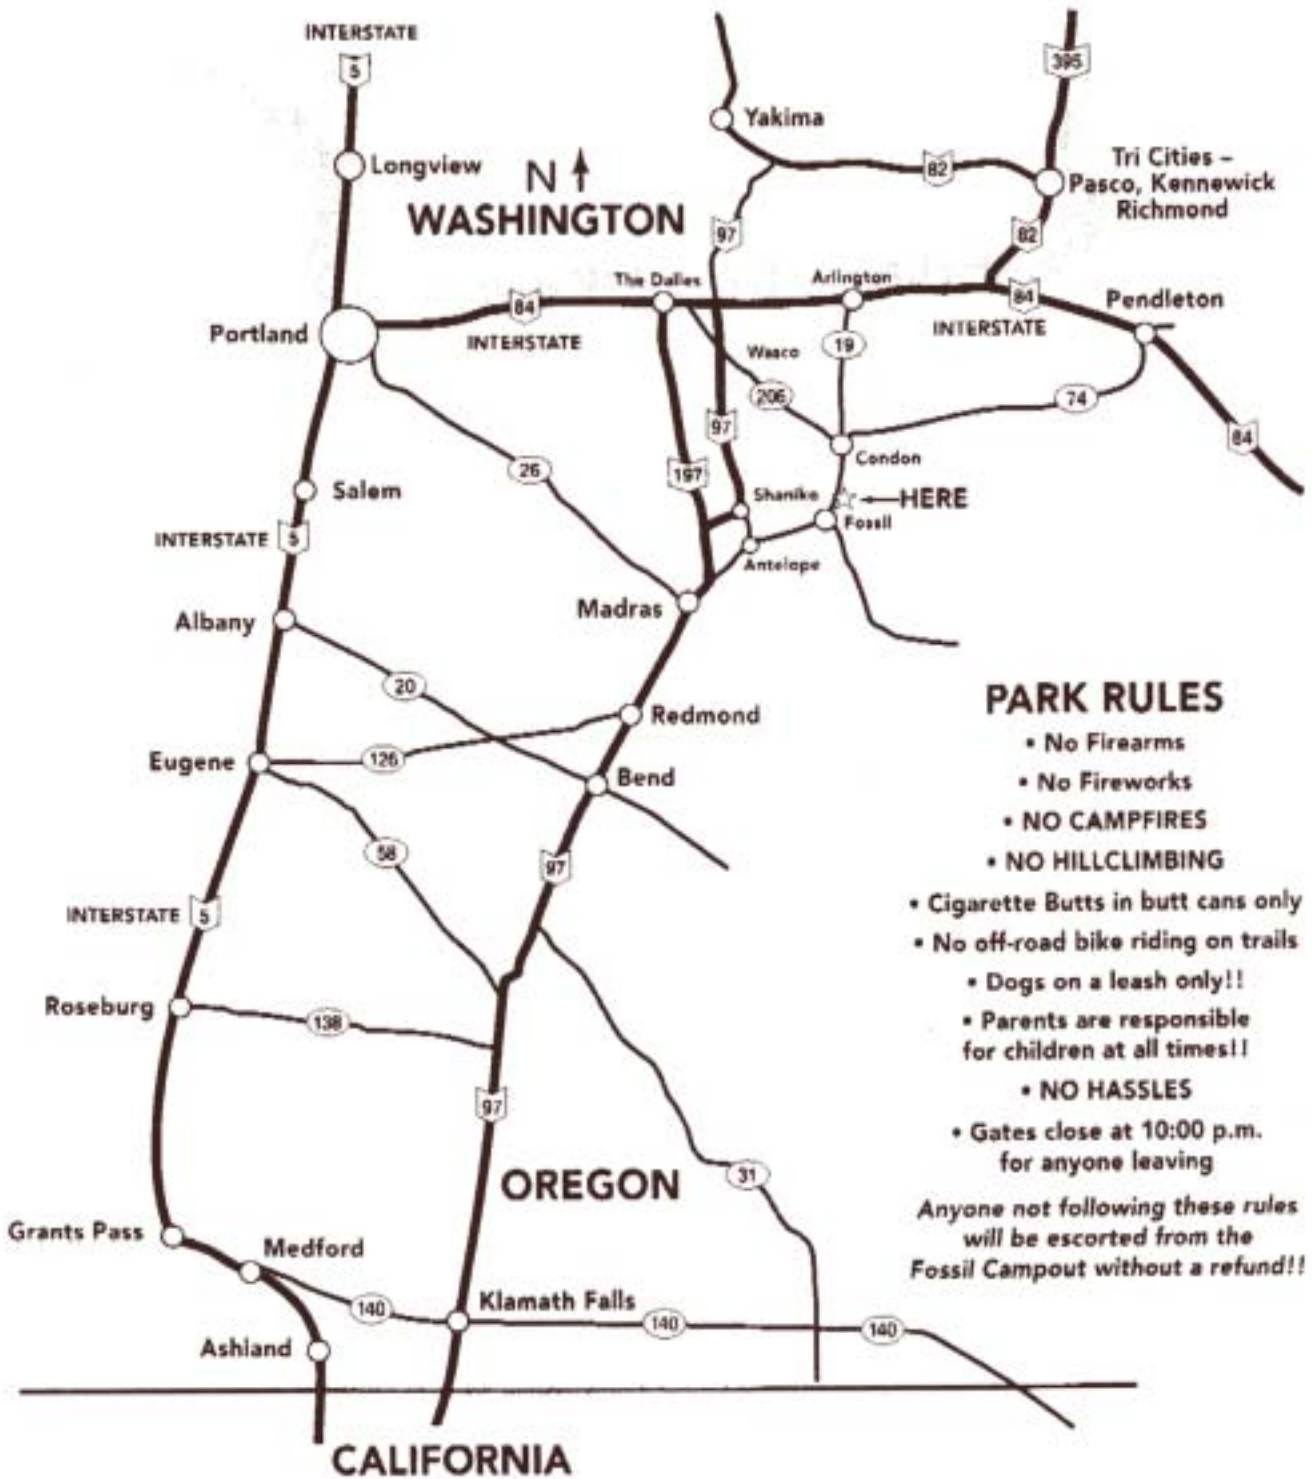 INTERSTATE
5
395
Yakima
Longview
N
82
Tri Cities –
Pasco, Kennewick
Richmond
WASHINGTON
97
82
The Dalles
Arlington
84
84
Pendleton
INTERSTATE
INTERSTATE
Portland
Wasco
19
206
74
97
84
Condon
26
197
Salem
Shaniko
HERE
Fossil
INTERSTATE
5
Antelope
Madras
Albany
20
Redmond
126
Eugene
Bend
58
97
INTERSTATE
5
Roseburg
138
97
OREGON
31
Grants Pass
Medford
140
Klamath Falls
140
140
Ashland
CALIFORNIA
PARK RULES
• No Firearms
• No Fireworks
• NO CAMPFIRES
• NO HILLCLIMBING
• Cigarette Butts in butt cans only
• No off-road bike riding on trails
• Dogs on a leash only!!
• Parents are responsible
for children at all times!!
• NO HASSLES
• Gates close at 10:00 p.m.
for anyone leaving
Anyone not following these rules
will be escorted from the
Fossil Campout without a refund!!